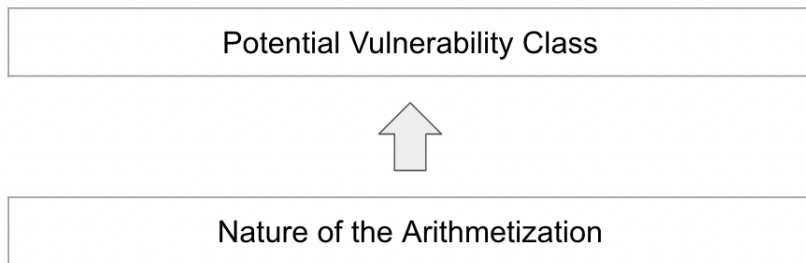 Potential Vulnerability Class
Nature of the Arithmetization